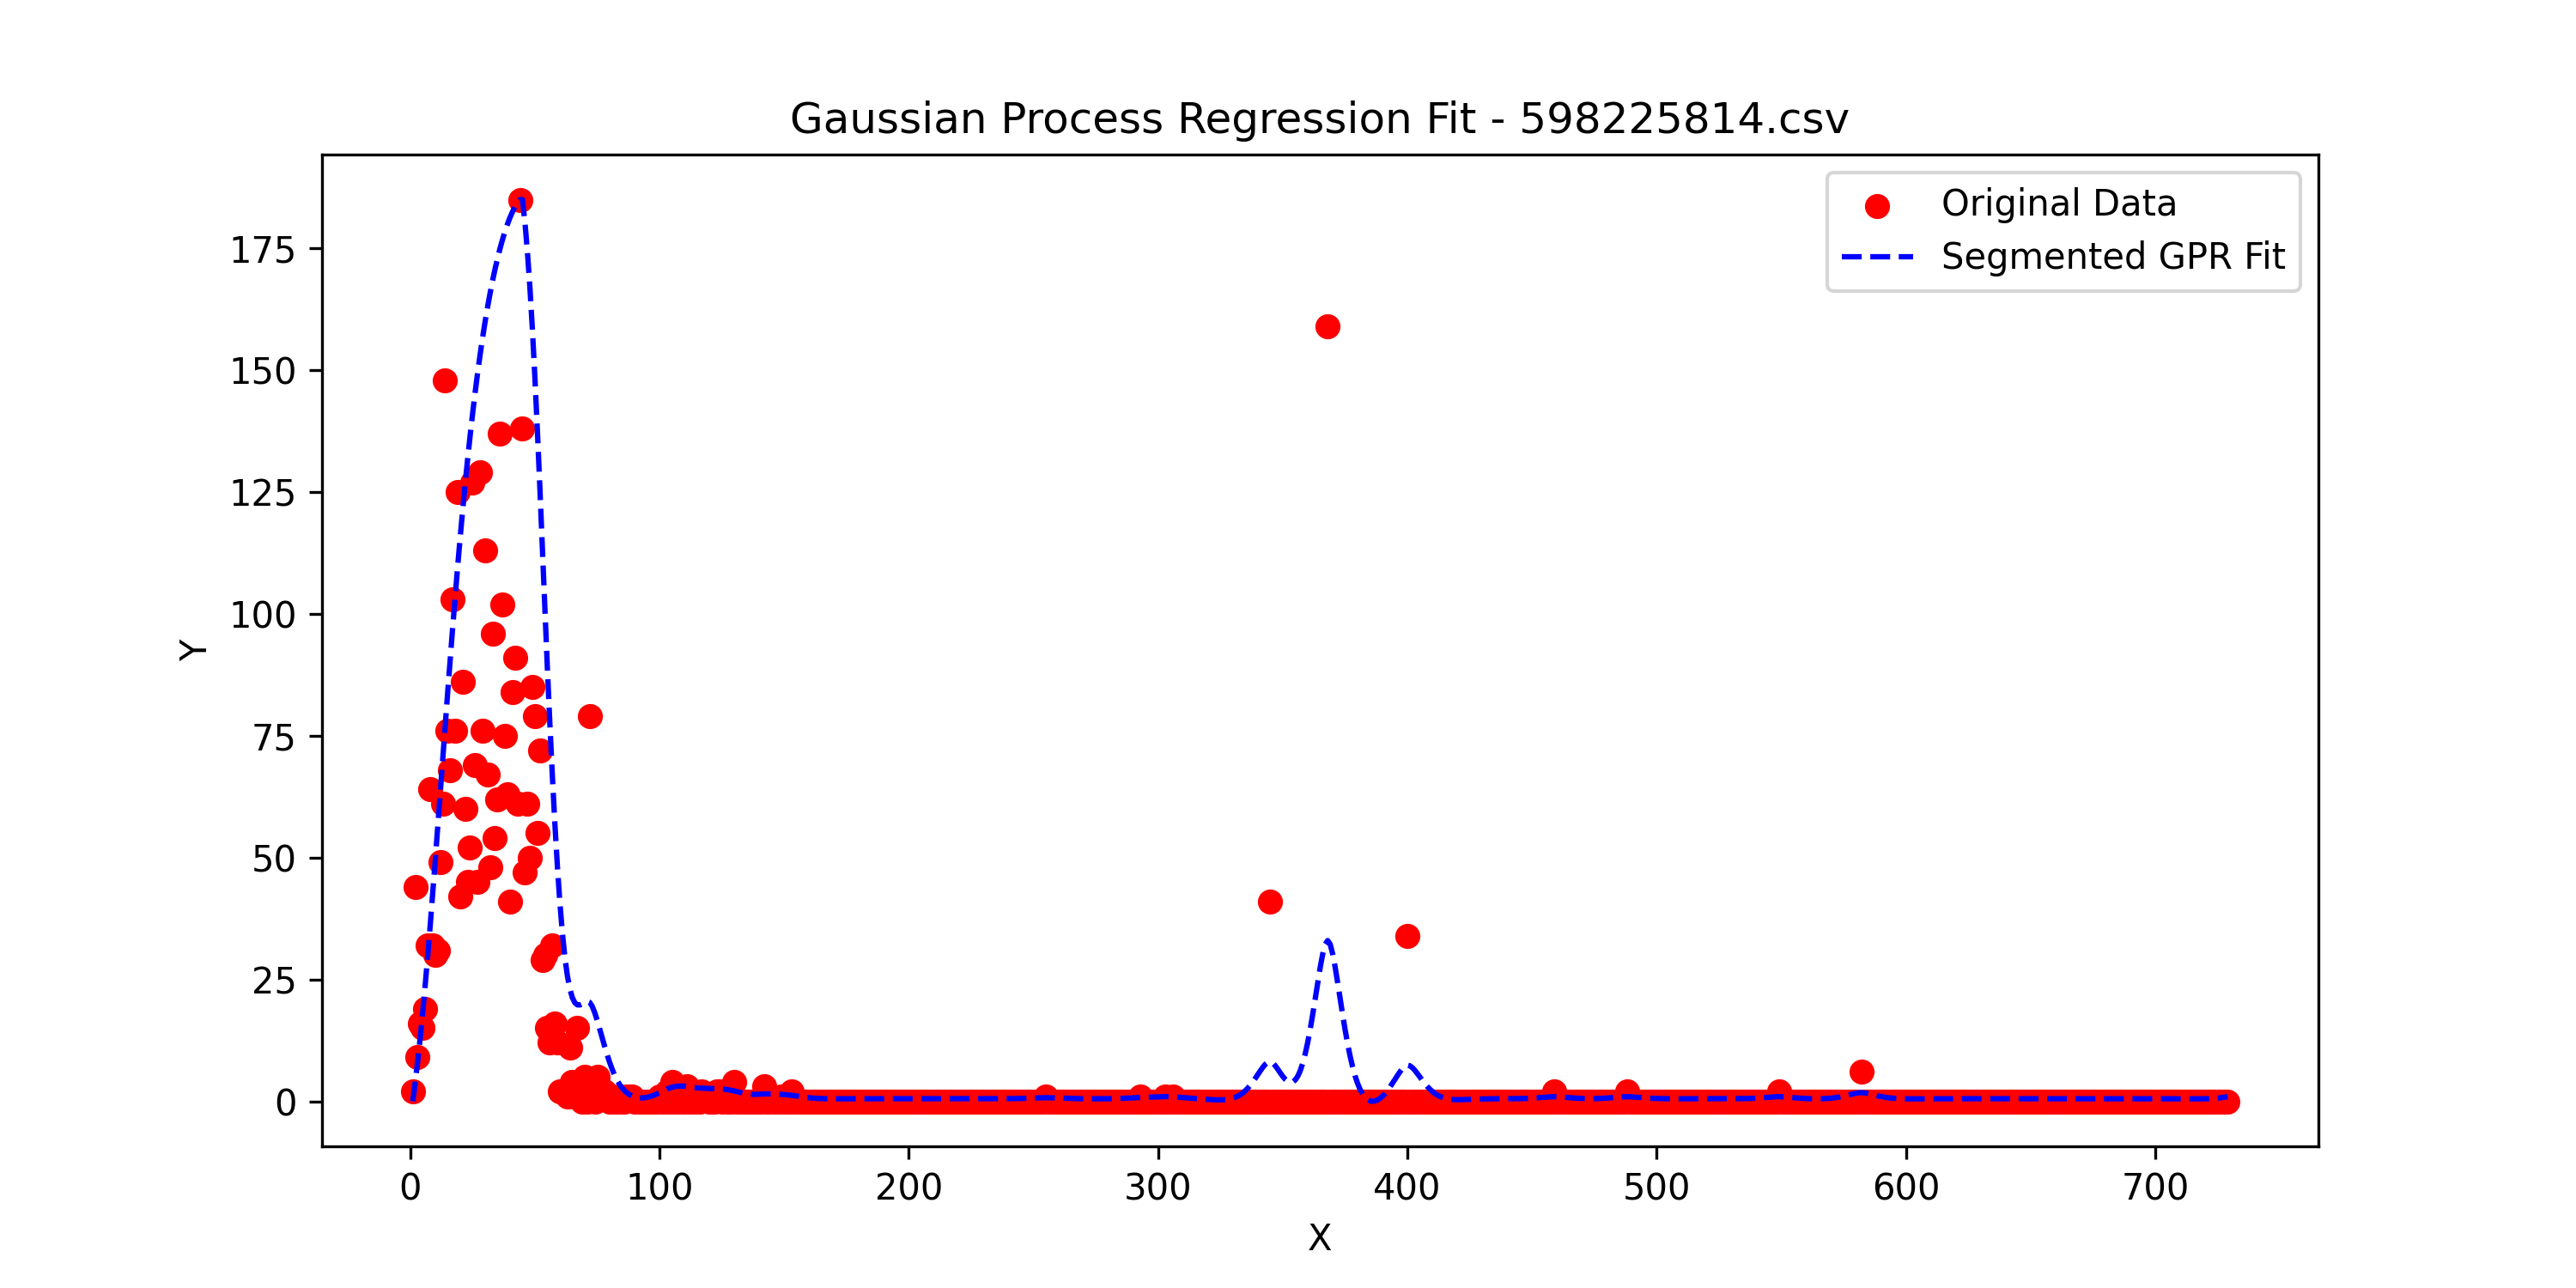 Gaussian Process Regression Fit - 598225814.csv
Original Data
Segmented GPR Fit
175
150
125
100
75
50
25
0
Y
0 100 200 300 400 500 600 700
X